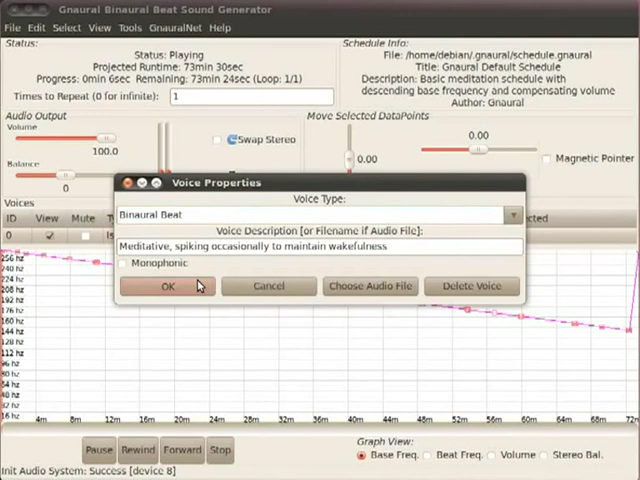 Gnaural Binaural Beat Sound Generator
File Edit Select View Tools GnauralNet Help
Status:
Status: Playing
Projected Runtime: 73min 30sec
Progress: 0min 6sec Remaining: 73min 24sec (Loop: 1/1)
Times to Repeat (0 for infinite): 1
Schedule Info:
File: /home/debian/.gnaural/schedule.gnaural
Title: Gnaural Default Schedule
Description: Basic meditation schedule with
descending base frequency and compensating volume
Author: Gnaural
Audio Output
Volume
100.0
Swap Stereo
Balance
0
Move Selected DataPoints
0.00
0.00
Magnetic Pointer
Voice Properties
Voice Type:
Binaural Beat
Voice Description [or Filename if Audio File]:
Meditative, spiking occasionally to maintain wakefulness
Monophonic
OK Cancel Choose Audio File Delete Voice
Voices
ID View Mute
0
256 hz
240 hz
224 hz
208 hz
192 hz
176 hz
160 hz
144 hz
128 hz
112 hz
96 hz
80 hz
64 hz
48 hz
32 hz
16 hz
4m 8m 12m 16m 20m 24m 28m 32m 36m 40m 44m 48m 52m 56m 60m 64m 68m 72m
Pause Rewind Forward Stop
Graph View:
Base Freq. Beat Freq. Volume Stereo Bal.
Init Audio System: Success [device 8]